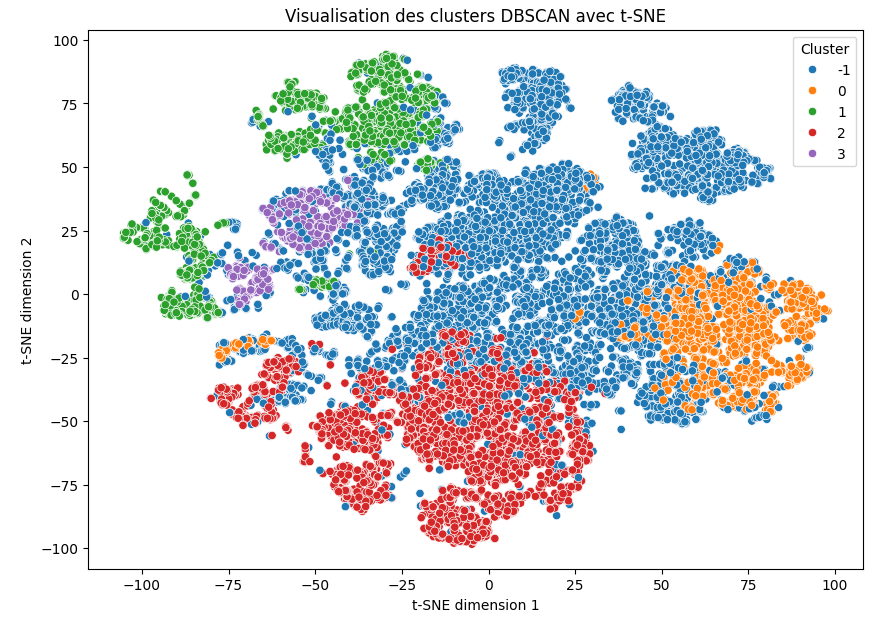 Visualisation des clusters DBSCAN avec t-SNE
Cluster
-1
0
1
2
3
100
75
50
25
0
−25
−50
−75
−100
t-SNE dimension 2
−100 −75 −50 −25 0 25 50 75 100
t-SNE dimension 1